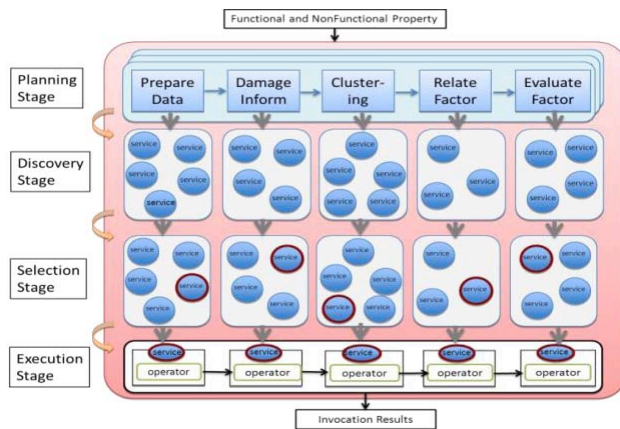 Functional and NonFunctional Property
Planning
Stage
Prepare
Data
Damage
Inform
Cluster-
ing
Relate
Factor
Evaluate
Factor
Discovery
Stage
service service service service service
service service service service
service service service service service
service service service
service service service service
Selection
Stage
service service service service service
service service service service
service service service service service
service service service
service service service service
Execution
Stage
service service service service service
operator operator operator operator operator
Invocation Results